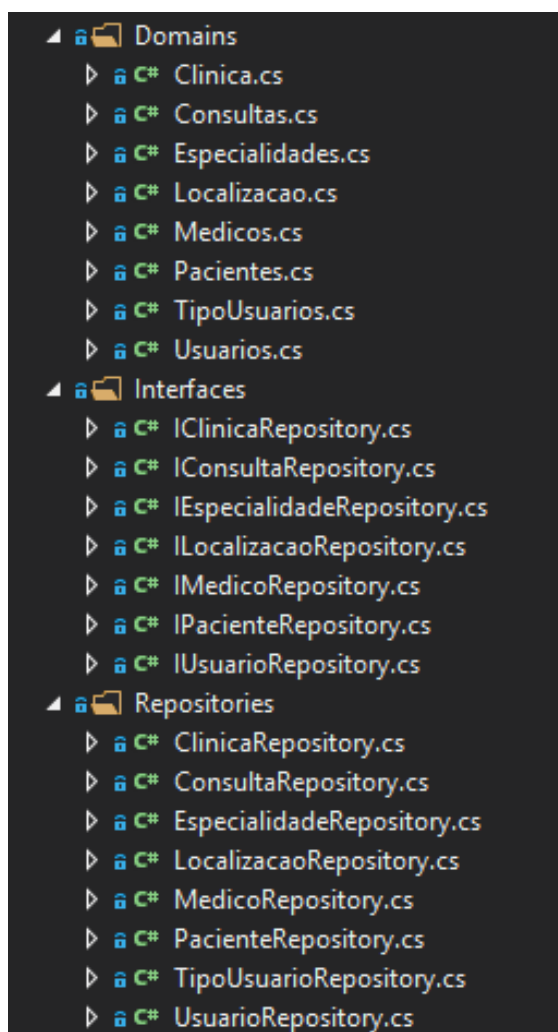 Domains
C# Clinica.cs
C# Consultas.cs
C# Especialidades.cs
C# Localizacao.cs
C# Medicos.cs
C# Pacientes.cs
C# TipoUsuarios.cs
C# Usuarios.cs
Interfaces
C# IClinicaRepository.cs
C# IConsultaRepository.cs
C# IEspecialidadeRepository.cs
C# ILocalizacaoRepository.cs
C# IMedicoRepository.cs
C# IPacienteRepository.cs
C# IUsuarioRepository.cs
Repositories
C# ClinicaRepository.cs
C# ConsultaRepository.cs
C# EspecialidadeRepository.cs
C# LocalizacaoRepository.cs
C# MedicoRepository.cs
C# PacienteRepository.cs
C# TipoUsuarioRepository.cs
C# UsuarioRepository.cs